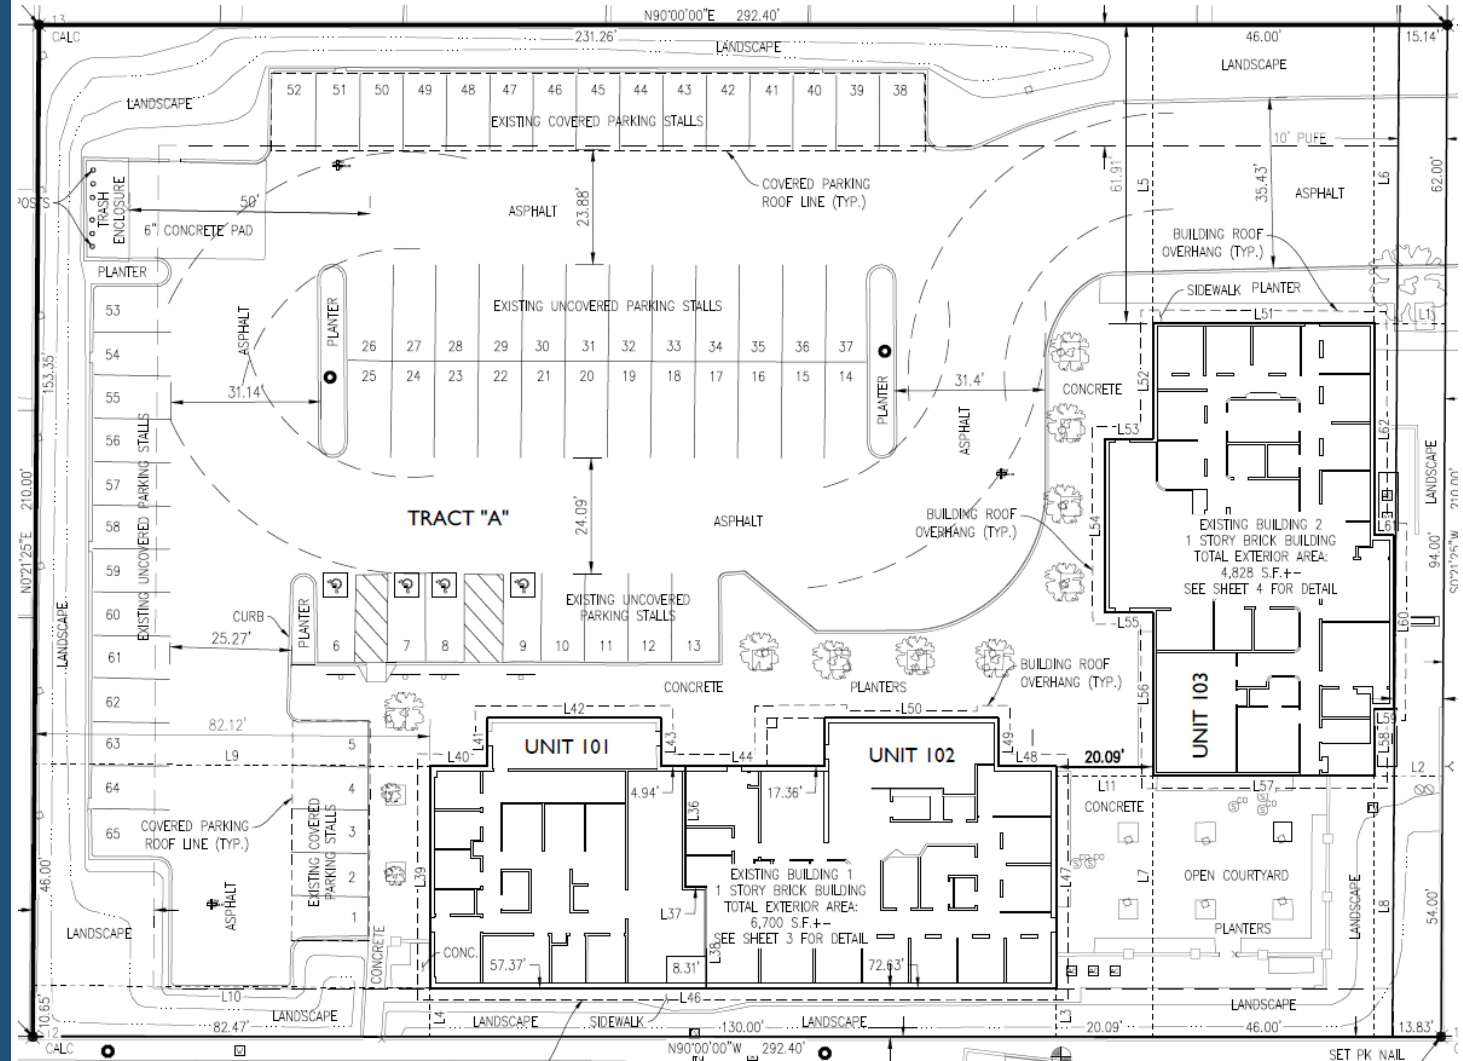 N90°00'00"E 292.40'
13
CALC
231.26'
LANDSCAPE
46.00'
15.14'
LANDSCAPE
LANDSCAPE
52 51 50 49 48 47 46 45 44 43 42 41 40 39 38
EXISTING COVERED PARKING STALLS
10' PUFE
COVERED PARKING
ROOF LINE (TYP.)
61.91'
L5
35.43'
L6
62.00'
ASPHALT
POSTS
TRASH
ENCLOSURE
50'
6" CONCRETE PAD
ASPHALT
23.88'
BUILDING ROOF
OVERHANG (TYP.)
PLANTER
SIDEWALK PLANTER
L51
L1
53
54
55
56
57
58
59
60
61
62
63
64
65
EXISTING UNCOVERED PARKING STALLS
ASPHALT
PLANTER
EXISTING UNCOVERED PARKING STALLS
26 27 28 29 30 31 32 33 34 35 36 37
25 24 23 22 21 20 19 18 17 16 15 14
PLANTER
31.14'
31.4'
ASPHALT
CONCRETE
L52
L53
L62
LANDSCAPE
153.35'
N0°21'25"E 210.00'
LANDSCAPE
TRACT "A"
24.09'
ASPHALT
BUILDING ROOF
OVERHANG (TYP.)
L54
L61
EXISTING BUILDING 2
1 STORY BRICK BUILDING
TOTAL EXTERIOR AREA:
4,828 S.F.+-
SEE SHEET 4 FOR DETAIL
94.00'
S0°21'25"W 210.00'
L60
L55
CURB
PLANTER
25.27'
6 7 8 9 10 11 12 13
EXISTING UNCOVERED
PARKING STALLS
CONCRETE
PLANTERS
BUILDING ROOF
OVERHANG (TYP.)
L56
UNIT 103
L59
L58
82.12'
L9
L42
L41
L40
L43
L44
L50
L49
L48
UNIT 101
UNIT 102
20.09'
L11
L57
L2
4.94'
17.36'
L36
5
4
3
2
1
COVERED PARKING
ROOF LINE (TYP.)
EXISTING COVERED
PARKING STALLS
CONCRETE
CO
CO CO
46.00'
ASPHALT
L39
EXISTING BUILDING 1
1 STORY BRICK BUILDING
TOTAL EXTERIOR AREA:
6,700 S.F.+-
SEE SHEET 3 FOR DETAIL
L37
L38
L47
L7
OPEN COURTYARD
L8
54.00'
LANDSCAPE
PLANTERS
LANDSCAPE
CONCRETE
CONC.
57.37'
8.31'
72.63'
10.65'
L10
L46
LANDSCAPE
82.47'
LANDSCAPE
L4
LANDSCAPE
SIDEWALK
130.00'
LANDSCAPE
L3
20.09'
46.00'
13.83'
12
CALC
N90°00'00"W 292.40'
SET PK NAIL